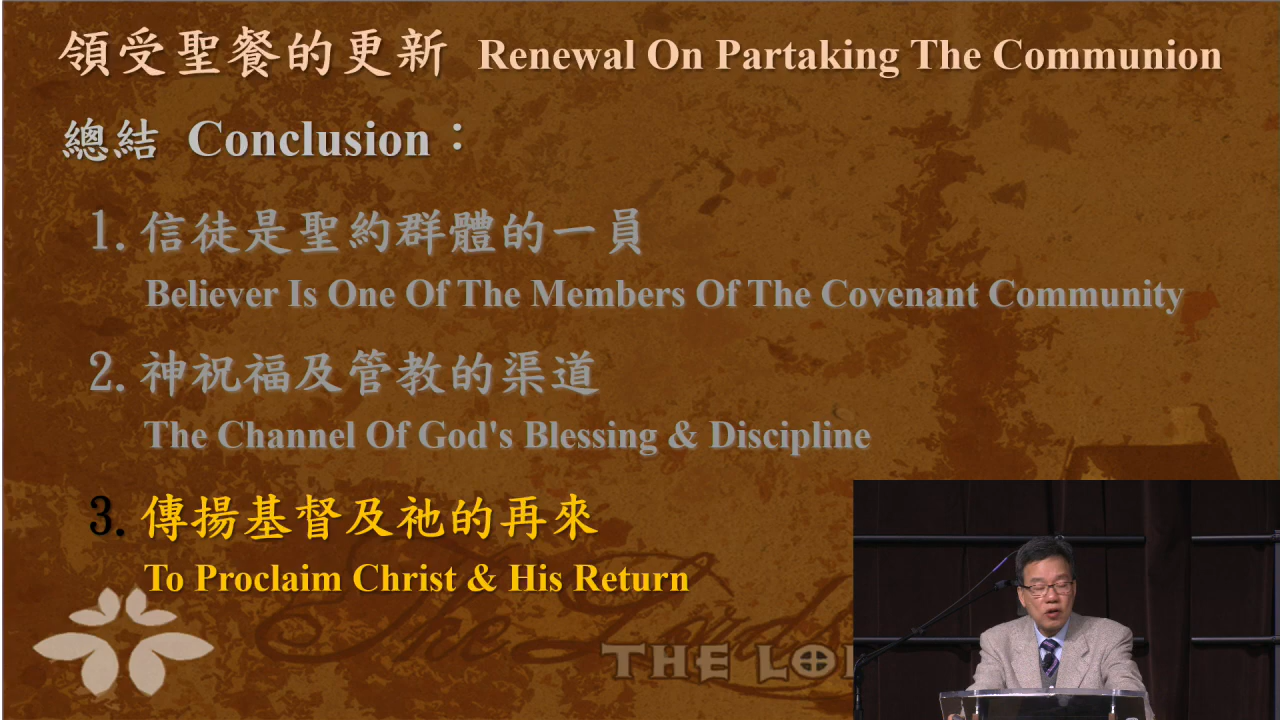 領受聖餐的更新 Renewal On Partaking The Communion
總結 Conclusion：
1. 信徒是聖約群體的一員
Believer Is One Of The Members Of The Covenant Community
2. 神祝福及管教的渠道
The Channel Of God's Blessing & Discipline
3. 傳揚基督及祂的再來
To Proclaim Christ & His Return
The Lord's
THE LO